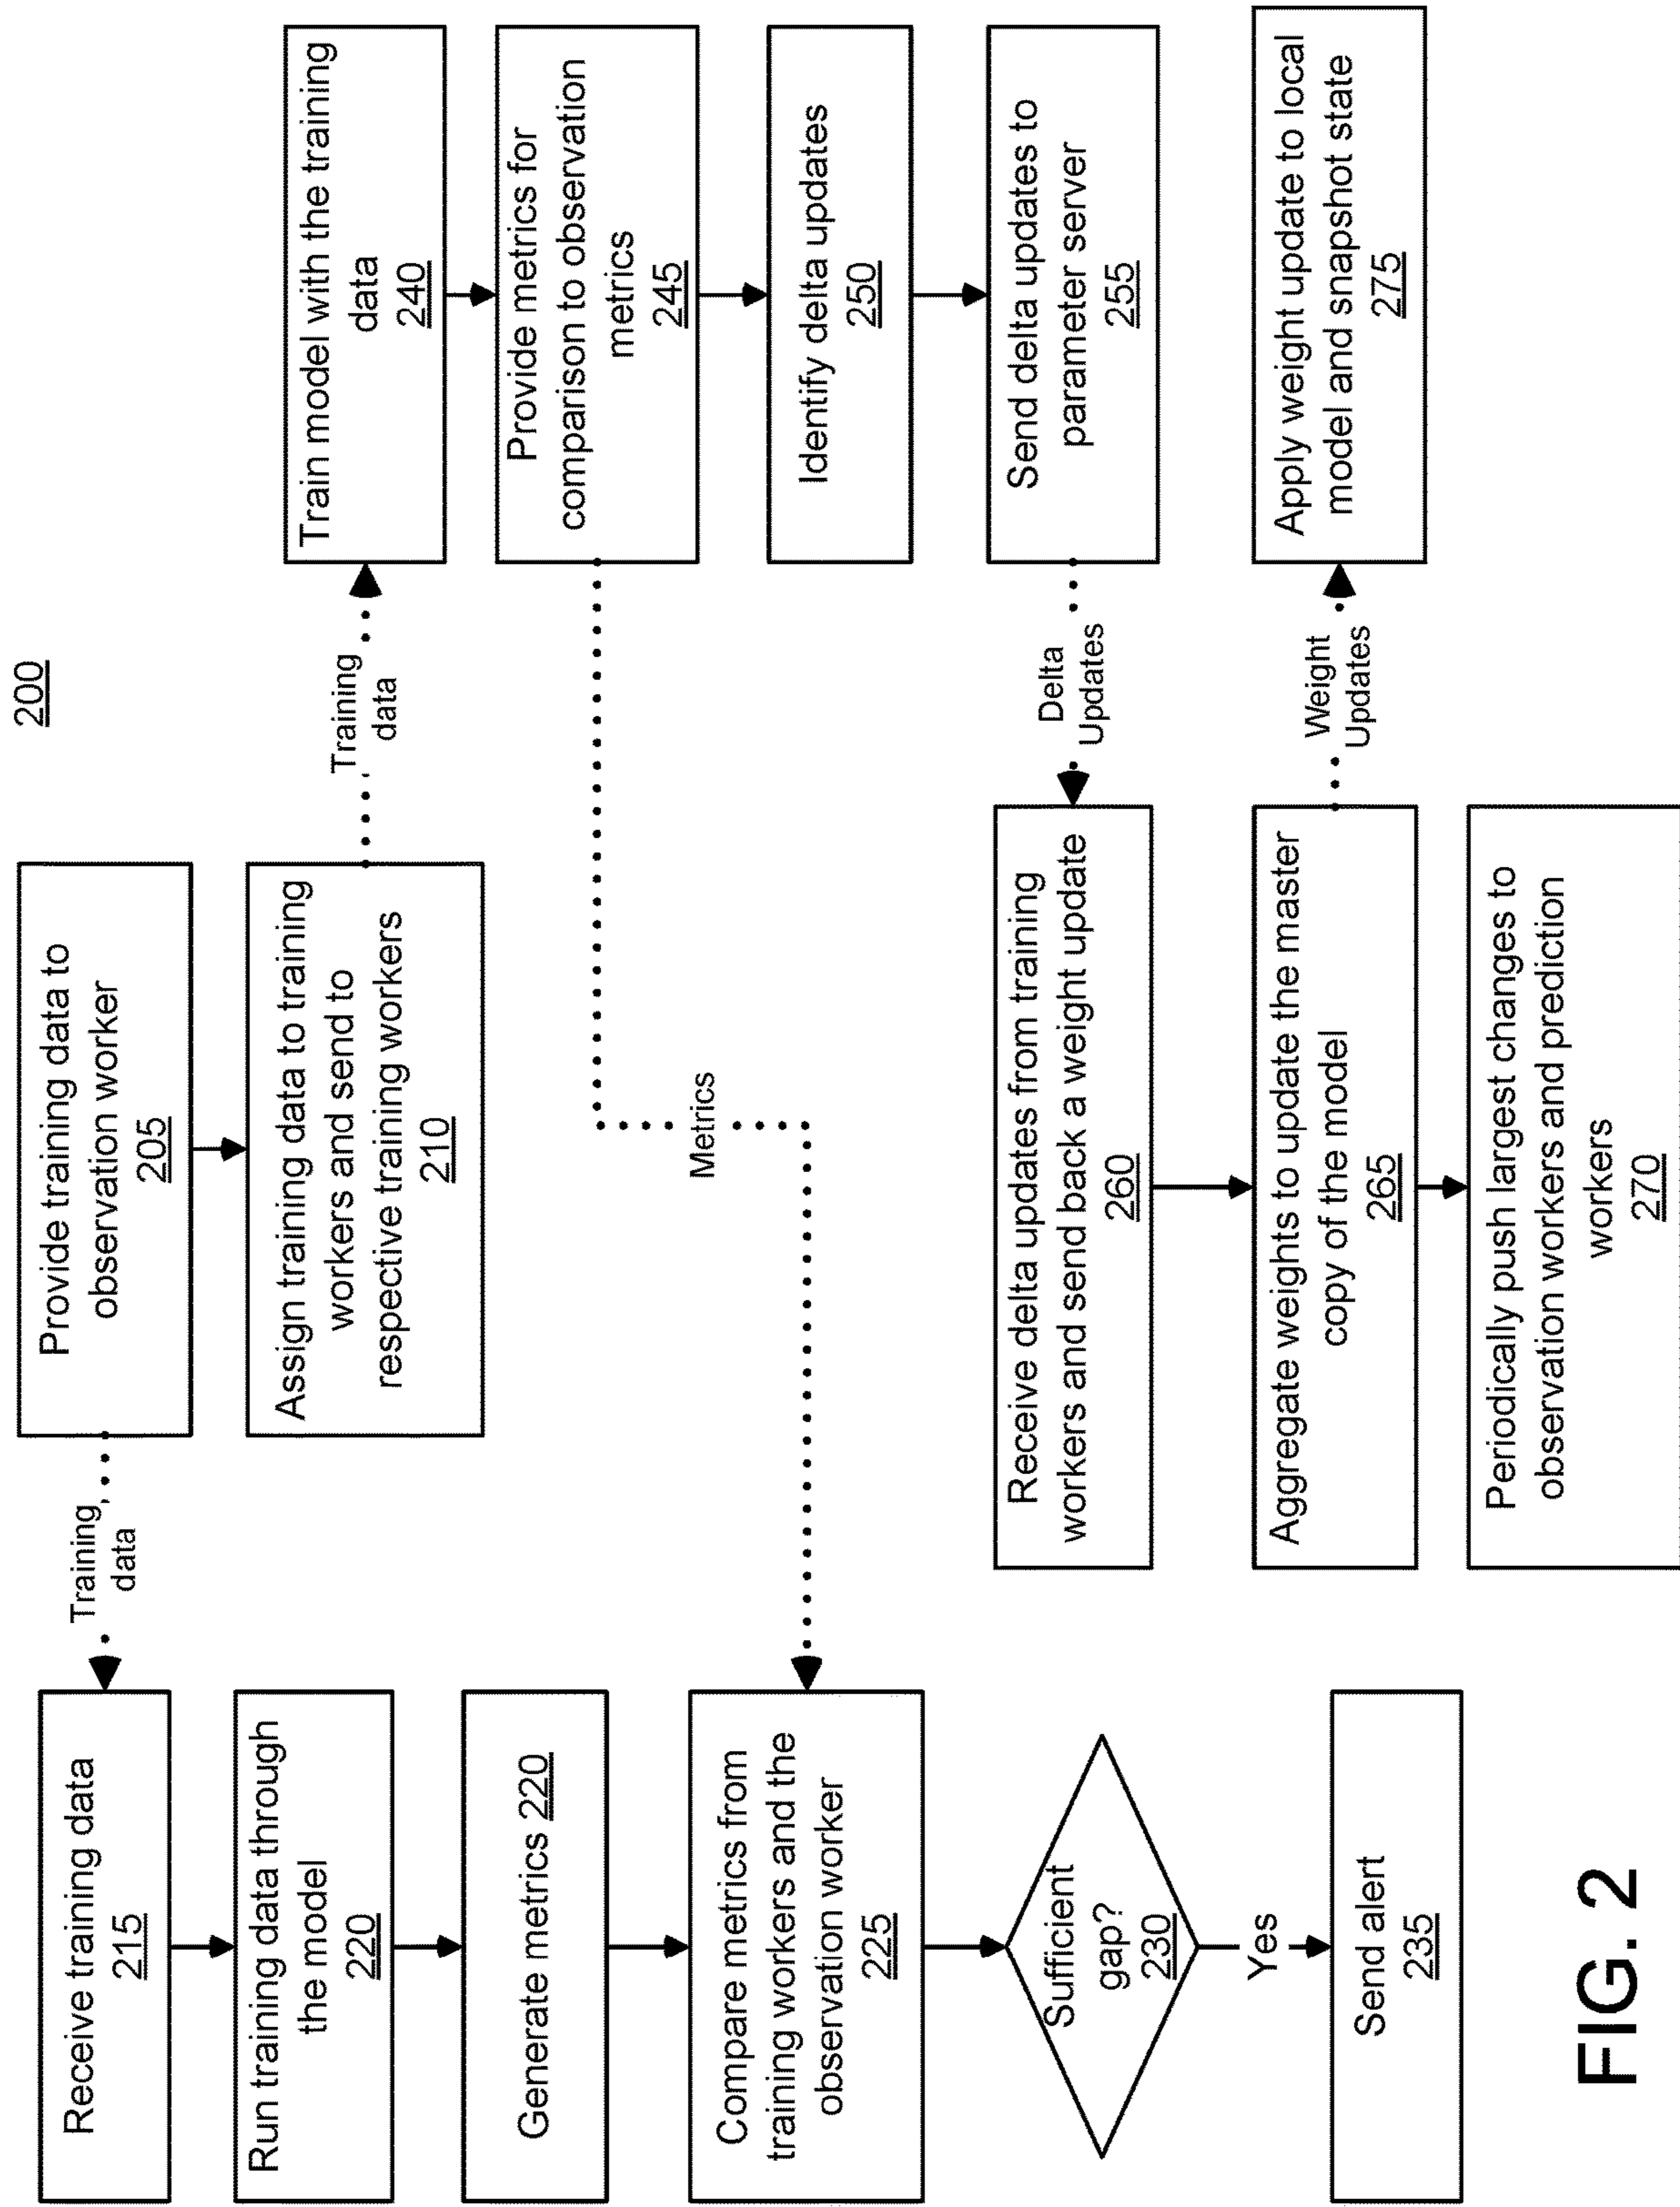 200
Provide training data to
observation worker
205
Assign training data to training
workers and send to
respective training workers
210
Training
data
Training
data
Receive training data
215
Run training data through
the model
220
Generate metrics 220
Compare metrics from
training workers and the
observation worker
225
Sufficient
gap?
230
Yes
Send alert
235
Train model with the training
data
240
Provide metrics for
comparison to observation
metrics
245
Metrics
Identify delta updates
250
Send delta updates to
parameter server
255
Delta
Updates
Receive delta updates from training
workers and send back a weight update
260
Aggregate weights to update the master
copy of the model
265
Weight
Updates
Periodically push largest changes to
observation workers and prediction
workers
270
Apply weight update to local
model and snapshot state
275
FIG. 2